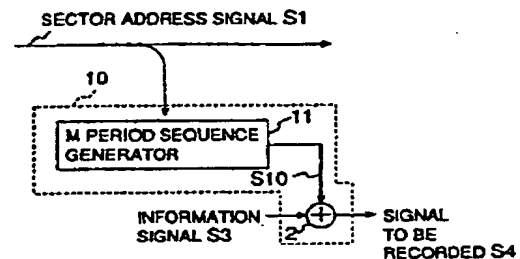 SECTOR ADDRESS SIGNAL S1
10
11
M PERIOD SEQUENCE
GENERATOR
S10
INFORMATION
SIGNAL S3
2
SIGNAL
TO BE
RECORDED S4